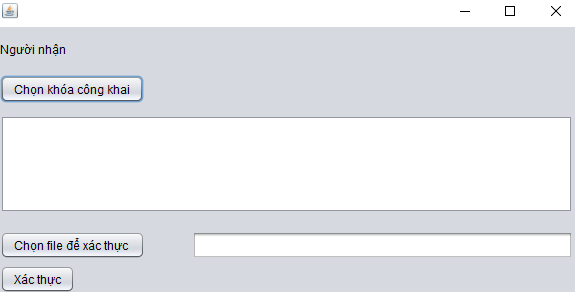 Người nhận
Chọn khóa công khai
Chọn file để xác thực
Xác thực